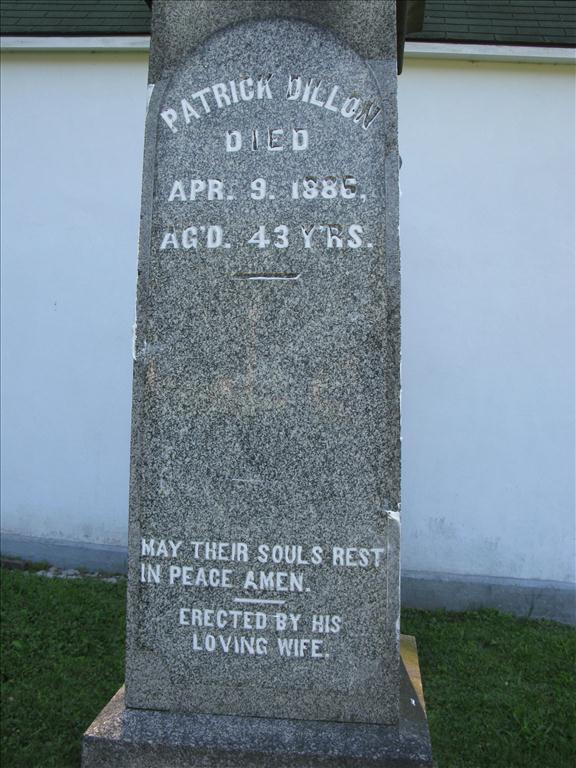 PATRICK DILLON
DIED
APR. 9. 1886,
AG'D. 43 Y'RS.
MAY THEIR SOULS REST
IN PEACE AMEN.
ERECTED BY HIS
LOVING WIFE.